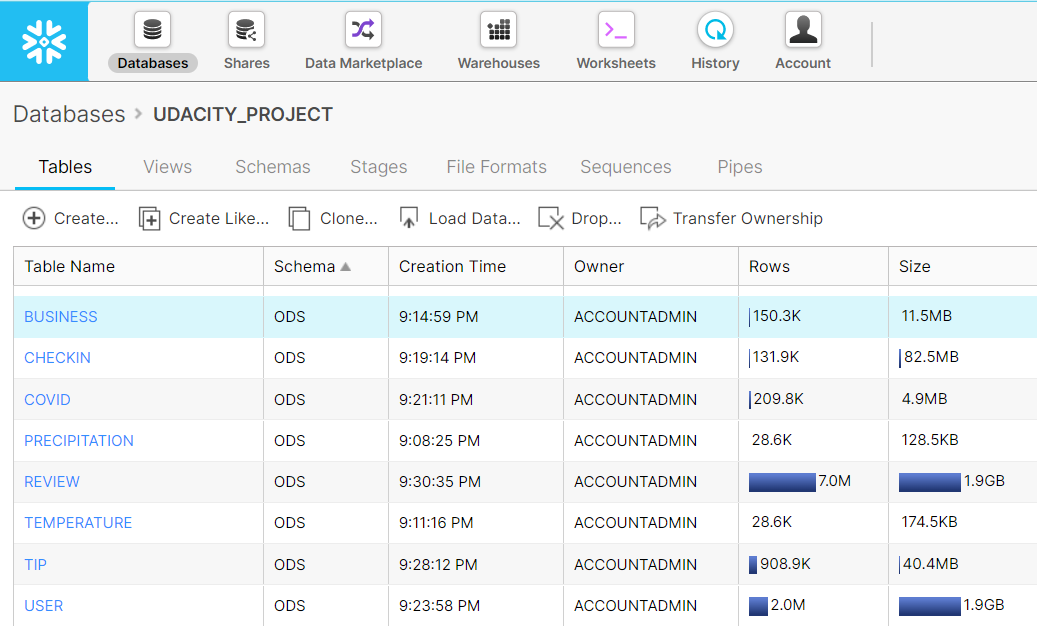 Databases Shares Data Marketplace Warehouses Worksheets History Account
Databases > UDACITY_PROJECT
Tables Views Schemas Stages File Formats Sequences Pipes
Create... Create Like... Clone... Load Data... Drop... Transfer Ownership
Table Name Schema Creation Time Owner Rows Size
BUSINESS ODS 9:14:59 PM ACCOUNTADMIN 150.3K 11.5MB
CHECKIN ODS 9:19:14 PM ACCOUNTADMIN 131.9K 82.5MB
COVID ODS 9:21:11 PM ACCOUNTADMIN 209.8K 4.9MB
PRECIPITATION ODS 9:08:25 PM ACCOUNTADMIN 28.6K 128.5KB
REVIEW ODS 9:30:35 PM ACCOUNTADMIN 7.0M 1.9GB
TEMPERATURE ODS 9:11:16 PM ACCOUNTADMIN 28.6K 174.5KB
TIP ODS 9:28:12 PM ACCOUNTADMIN 908.9K 40.4MB
USER ODS 9:23:58 PM ACCOUNTADMIN 2.0M 1.9GB